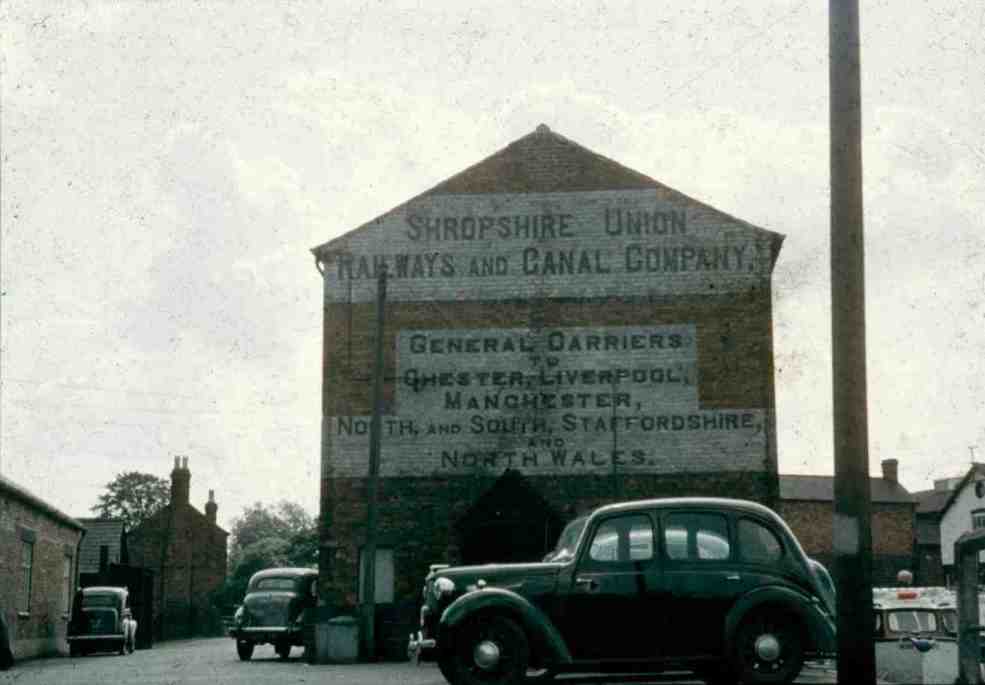 SHROPSHIRE UNION
RAILWAYS AND CANAL COMPANY,
GENERAL CARRIERS
TO
CHESTER, LIVERPOOL,
MANCHESTER,
NORTH, AND SOUTH, STAFFORDSHIRE,
AND
NORTH WALES.